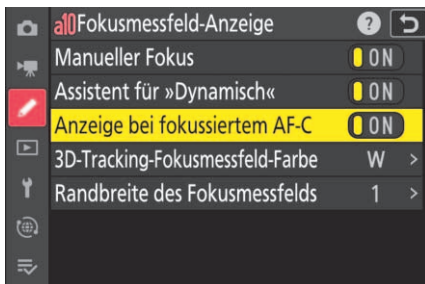 a10Fokusmessfeld-Anzeige ?
Manueller Fokus ON
Assistent für »Dynamisch« ON
Anzeige bei fokussiertem AF-C ON
3D-Tracking-Fokusmessfeld-Farbe W >
Randbreite des Fokusmessfelds 1 >